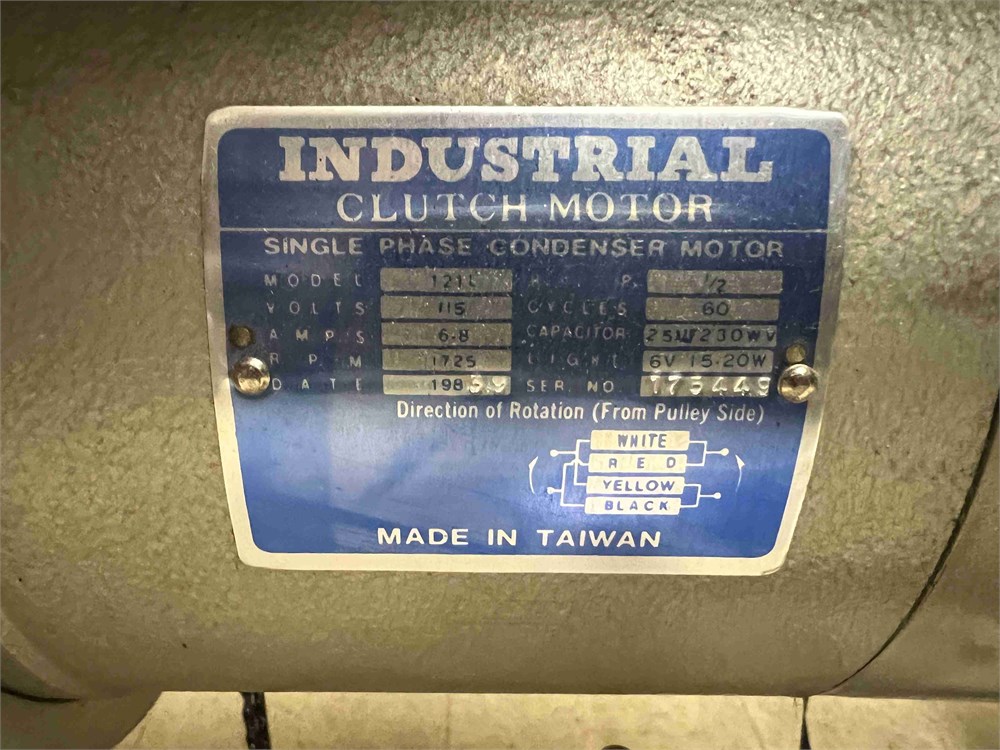 INDUSTRIAL
CLUTCH MOTOR
SINGLE PHASE CONDENSER MOTOR
MODEL 121L H. P. 1/2
VOLTS 115 CYCLES 60
AMPS 6.8 CAPACITOR 25MF230WV
R P M 1725 LIGHT 6V 15.20W
DATE 198 SER. NO. 175449
Direction of Rotation (From Pulley Side)
WHITE
RED
YELLOW
BLACK
MADE IN TAIWAN